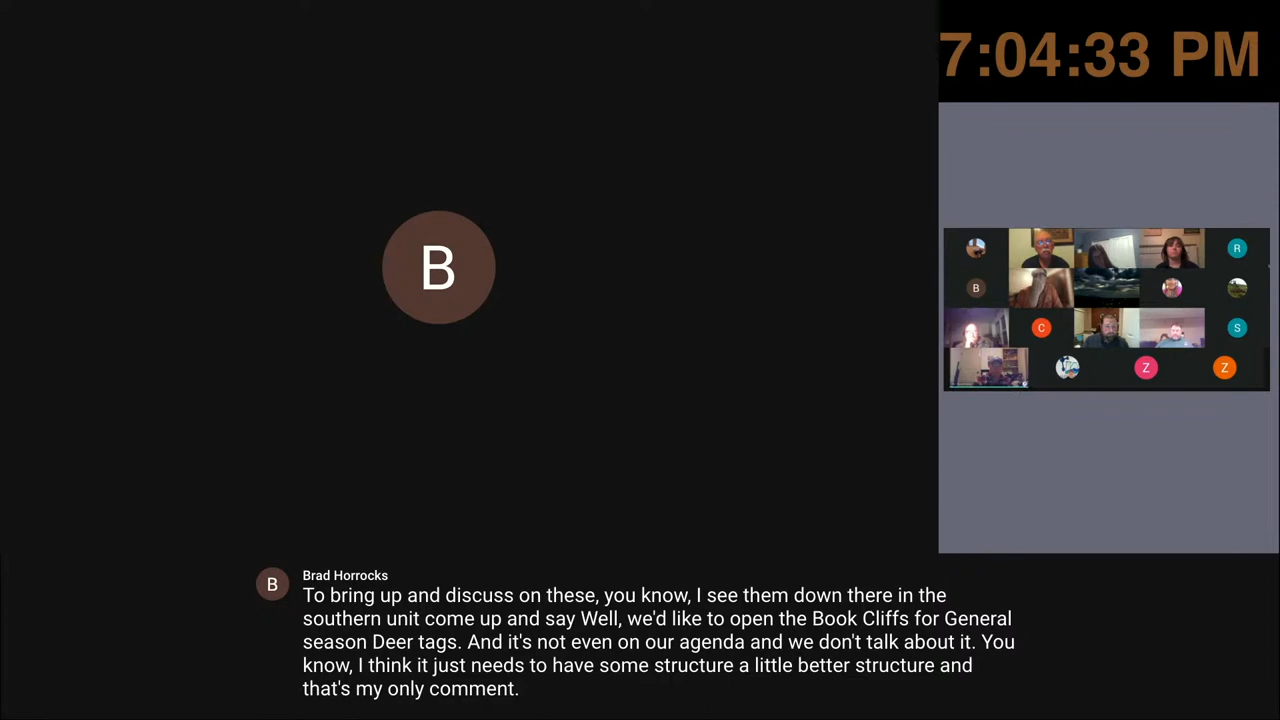 7:04:33 PM
B
R
B
C
S
Z
Z
B
Brad Horrocks
To bring up and discuss on these, you know, I see them down there in the
southern unit come up and say Well, we'd like to open the Book Cliffs for General
season Deer tags. And it's not even on our agenda and we don't talk about it. You
know, I think it just needs to have some structure a little better structure and
that's my only comment.